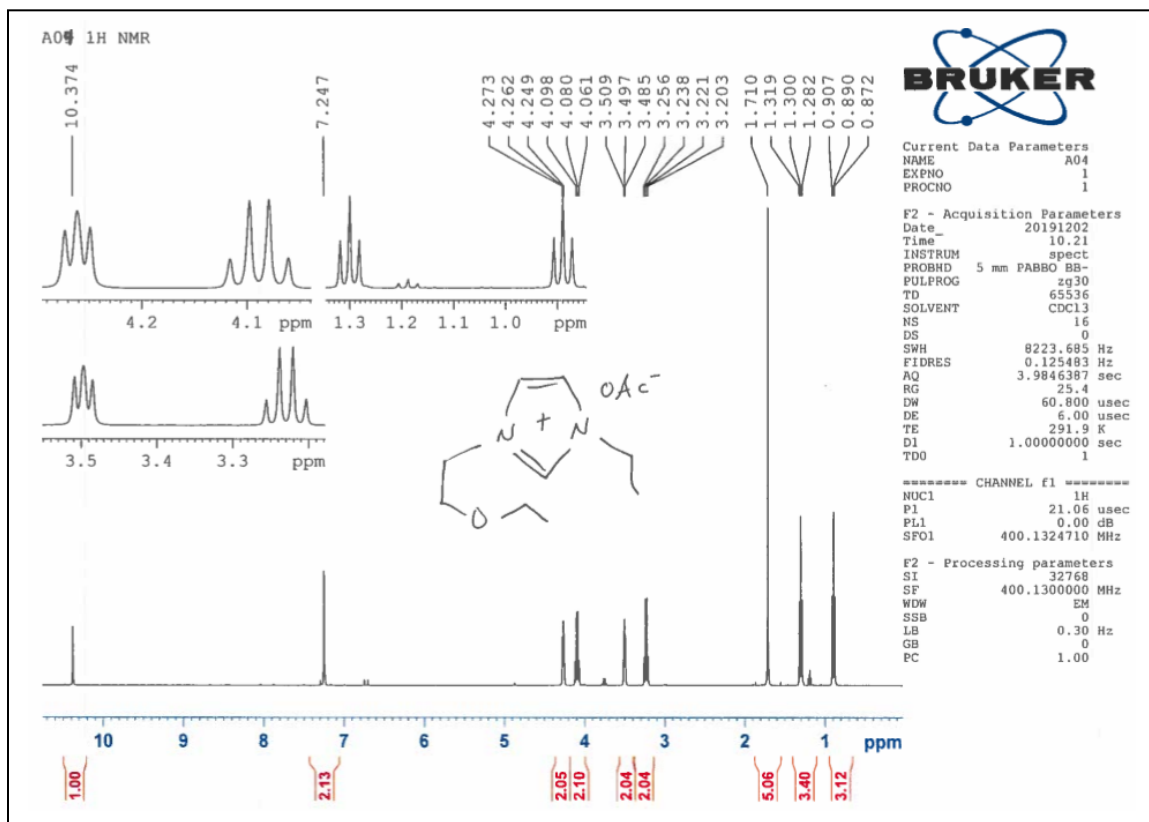 A04 1H NMR
10.374
7.247
4.273
4.262
4.249
4.098
4.080
4.061
3.509
3.497
3.485
3.256
3.238
3.221
3.203
1.710
1.319
1.300
1.282
0.907
0.890
0.872
4.2 4.1 ppm
1.3 1.2 1.1 1.0 ppm
3.5 3.4 3.3 ppm
OAc⁻
+
N N
O
10 9 8 7 6 5 4 3 2 1 ppm
1.00
2.13
2.05
2.10
2.04
2.04
5.06
3.40
3.12
BRUKER
Current Data Parameters
NAME A04
EXPNO 1
PROCNO 1
F2 - Acquisition Parameters
Date_ 20191202
Time 10.21
INSTRUM spect
PROBHD 5 mm PABBO BB-
PULPROG zg30
TD 65536
SOLVENT CDCl3
NS 16
DS 0
SWH 8223.685 Hz
FIDRES 0.125483 Hz
AQ 3.9846387 sec
RG 25.4
DW 60.800 usec
DE 6.00 usec
TE 291.9 K
D1 1.00000000 sec
TD0 1
======== CHANNEL f1 ========
NUC1 1H
P1 21.06 usec
PL1 0.00 dB
SFO1 400.1324710 MHz
F2 - Processing parameters
SI 32768
SF 400.1300000 MHz
WDW EM
SSB 0
LB 0.30 Hz
GB 0
PC 1.00